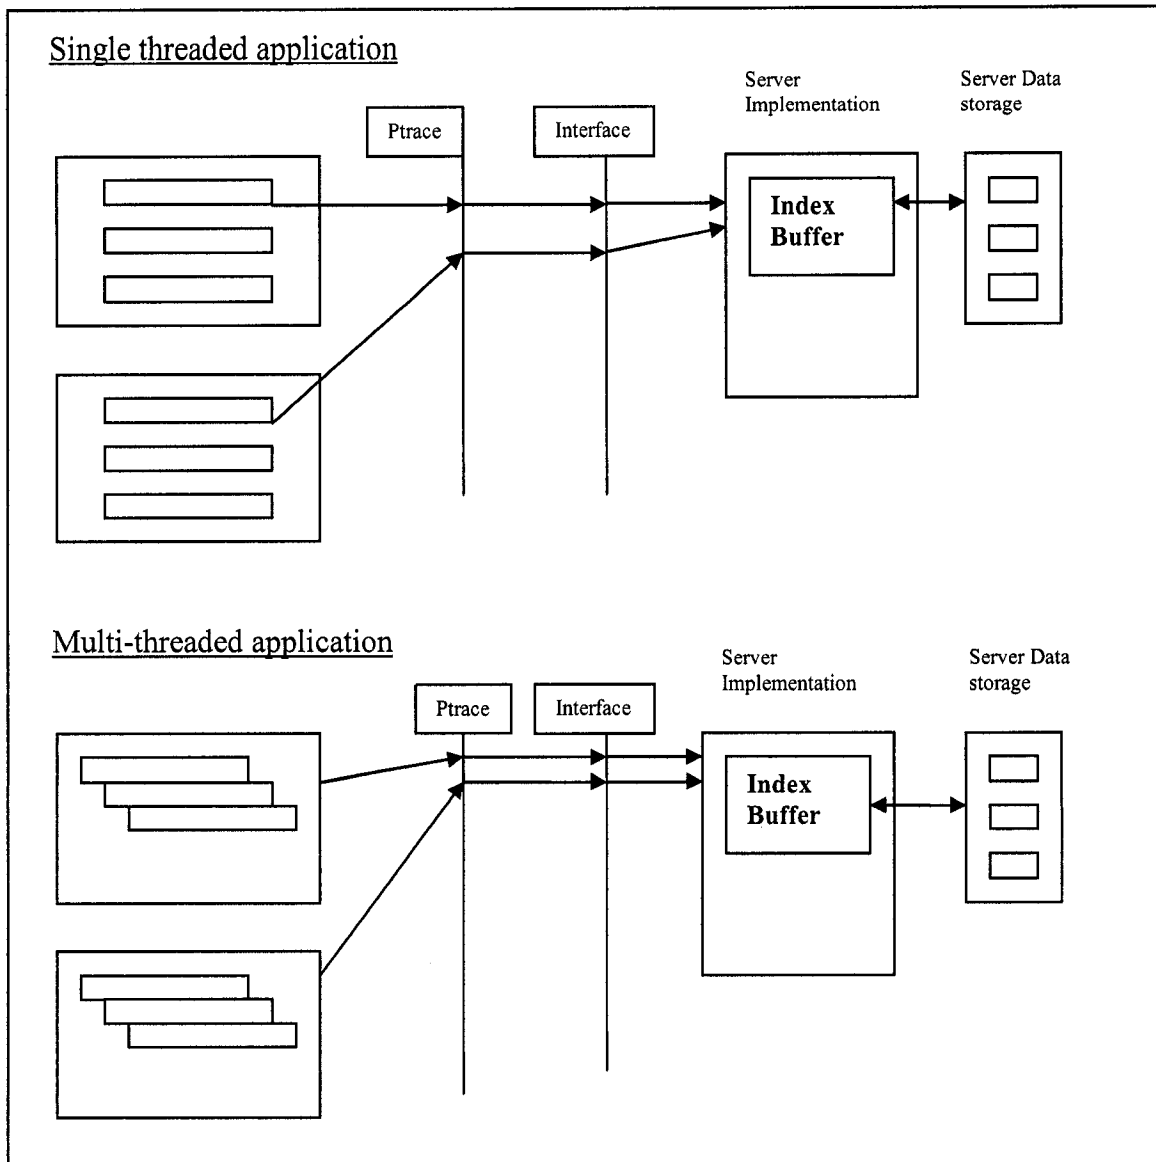 Single threaded application
Server
Implementation
Server Data
storage
Ptrace
Interface
Index
Buffer
Multi-threaded application
Server
Implementation
Server Data
storage
Ptrace
Interface
Index
Buffer